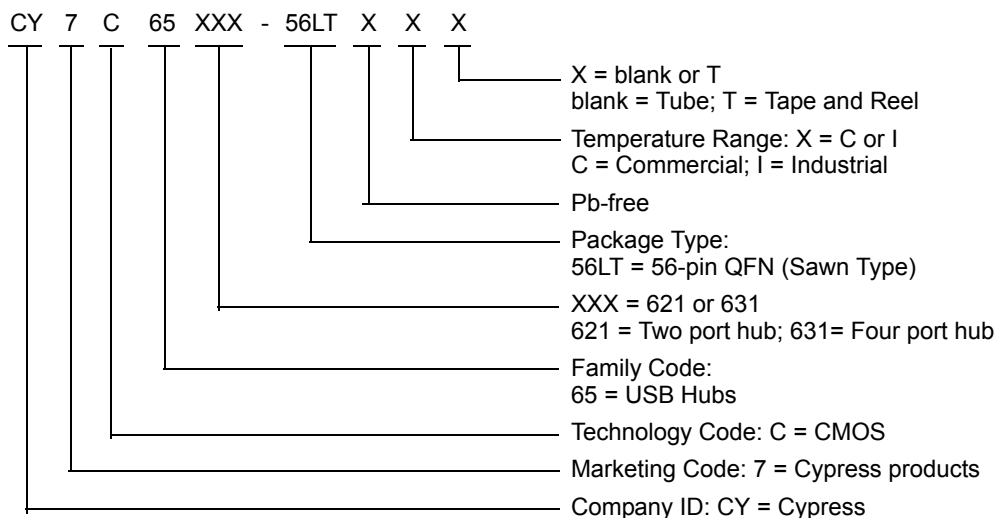 CY 7 C 65 XXX - 56LT X X X
X = blank or T
blank = Tube; T = Tape and Reel
Temperature Range: X = C or I
C = Commercial; I = Industrial
Pb-free
Package Type:
56LT = 56-pin QFN (Sawn Type)
XXX = 621 or 631
621 = Two port hub; 631= Four port hub
Family Code:
65 = USB Hubs
Technology Code: C = CMOS
Marketing Code: 7 = Cypress products
Company ID: CY = Cypress